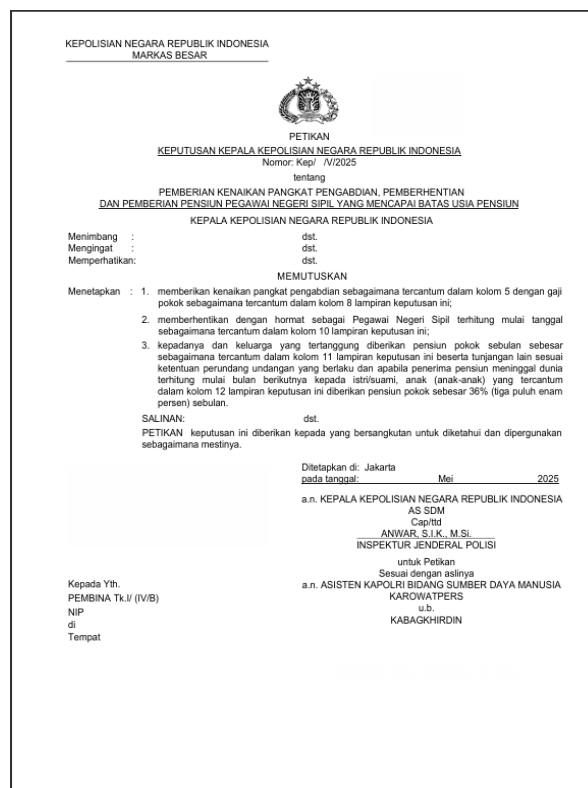 KEPOLISIAN NEGARA REPUBLIK INDONESIA
MARKAS BESAR
PETIKAN
KEPUTUSAN KEPALA KEPOLISIAN NEGARA REPUBLIK INDONESIA
Nomor: Kep/ /V/2025
tentang
PEMBERIAN KENAIKAN PANGKAT PENGABDIAN, PEMBERHENTIAN
DAN PEMBERIAN PENSIUN PEGAWAI NEGERI SIPIL YANG MENCAPAI BATAS USIA PENSIUN
KEPALA KEPOLISIAN NEGARA REPUBLIK INDONESIA
Menimbang : dst.
Mengingat : dst.
Memperhatikan: dst.
MEMUTUSKAN
Menetapkan : 1. memberikan kenaikan pangkat pengabdian sebagaimana tercantum dalam kolom 5 dengan gaji
pokok sebagaimana tercantum dalam kolom 8 lampiran keputusan ini;
2. memberhentikan dengan hormat sebagai Pegawai Negeri Sipil terhitung mulai tanggal
sebagaimana tercantum dalam kolom 10 lampiran keputusan ini;
3. kepadanya dan keluarga yang tertanggung diberikan pensiun pokok sebulan sebesar
sebagaimana tercantum dalam kolom 11 lampiran keputusan ini beserta tunjangan lain sesuai
ketentuan perundang undangan yang berlaku dan apabila penerima pensiun meninggal dunia
terhitung mulai bulan berikutnya kepada istri/suami, anak (anak-anak) yang tercantum
dalam kolom 12 lampiran keputusan ini diberikan pensiun pokok sebesar 36% (tiga puluh enam
persen) sebulan.
SALINAN: dst.
PETIKAN keputusan ini diberikan kepada yang bersangkutan untuk diketahui dan dipergunakan
sebagaimana mestinya.
Ditetapkan di: Jakarta
pada tanggal: Mei 2025
a.n. KEPALA KEPOLISIAN NEGARA REPUBLIK INDONESIA
AS SDM
Cap/ttd
ANWAR, S.I.K., M.Si.
INSPEKTUR JENDERAL POLISI
untuk Petikan
Sesuai dengan aslinya
a.n. ASISTEN KAPOLRI BIDANG SUMBER DAYA MANUSIA
KAROWATPERS
u.b.
KABAGKHIRDIN
Kepada Yth.
PEMBINA Tk.I/ (IV/B)
NIP
di
Tempat